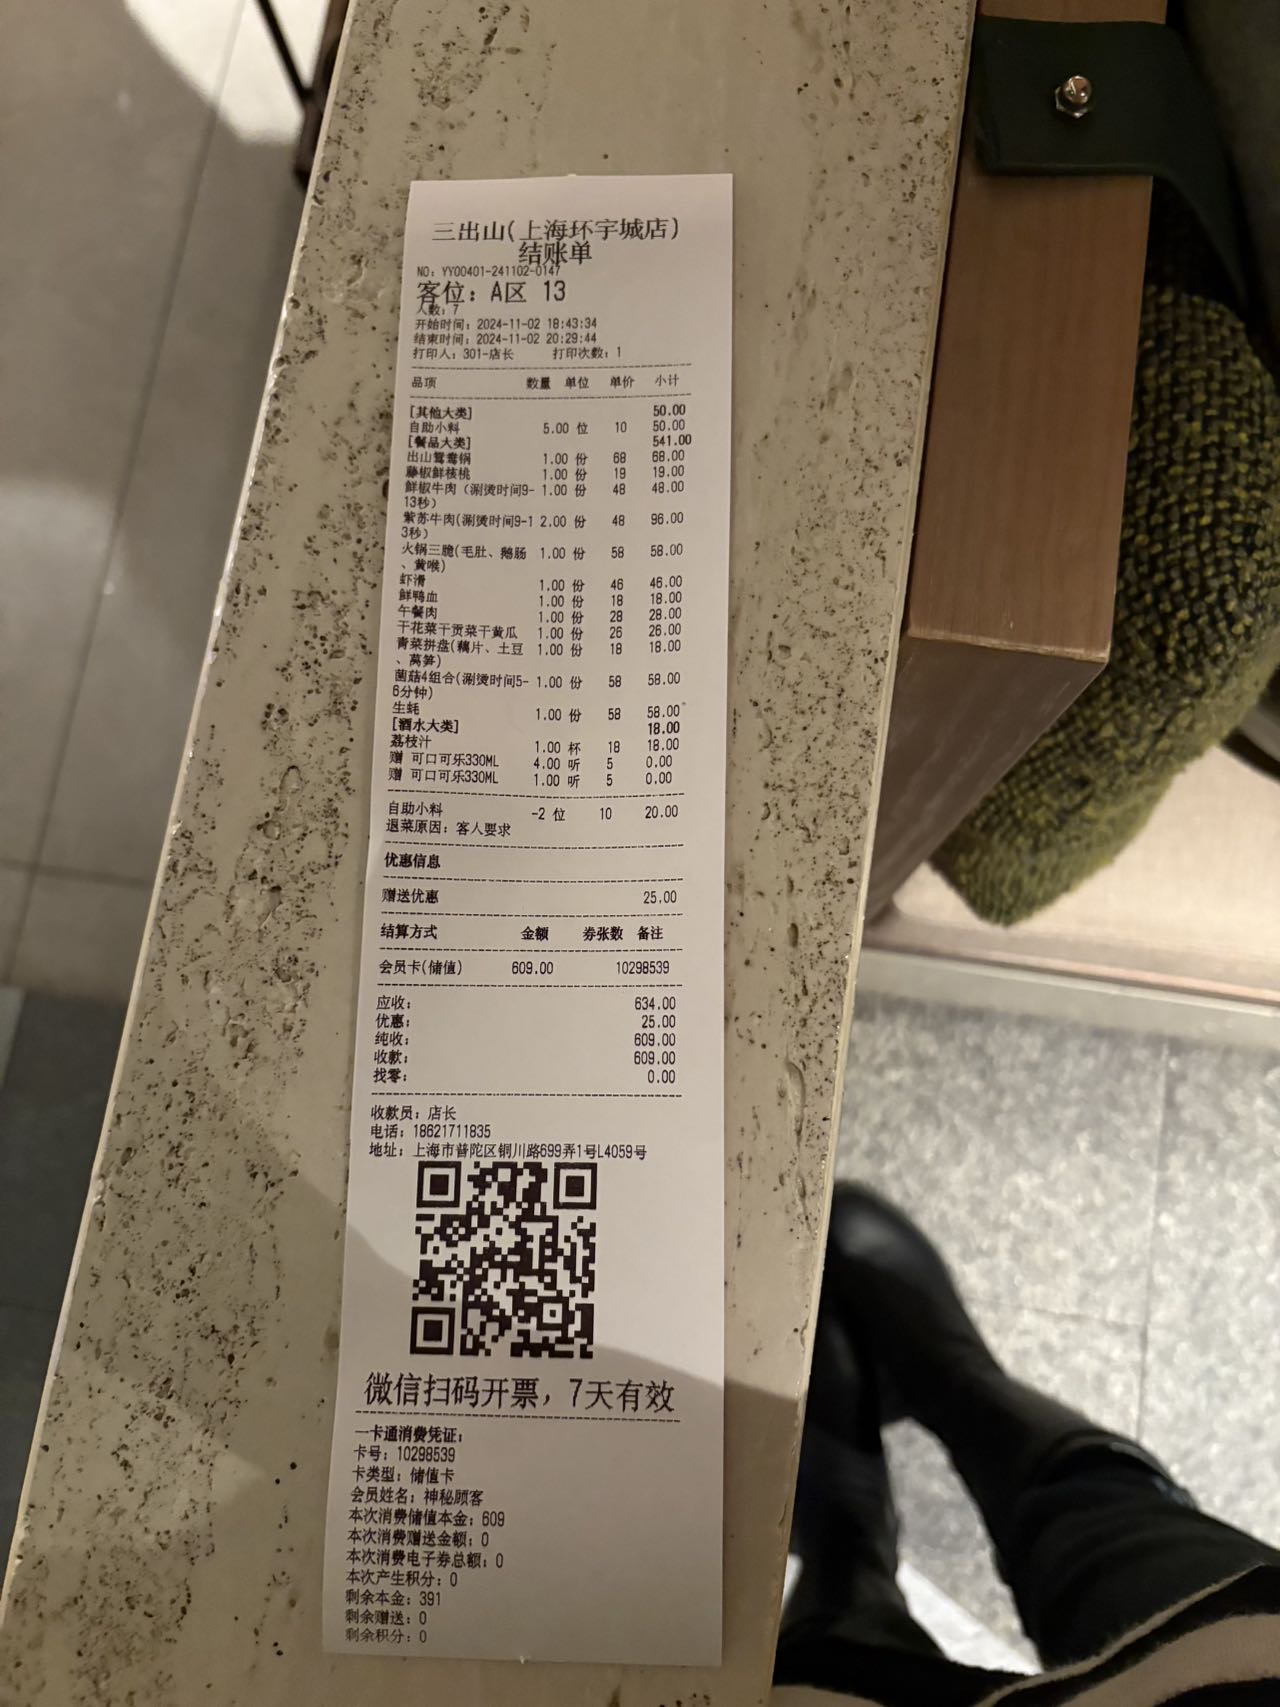 三出山(上海环宇城店)
结账单
NO: YY00401-241102-0147
客位: A区 13
人数: 7
开始时间: 2024-11-02 18:43:34
结束时间: 2024-11-02 20:29:44
打印人: 301-店长 打印次数: 1
品项 数量 单位 单价 小计
[其他大类] 50.00
自助小料 5.00 位 10 50.00
[餐品大类] 541.00
出山鸳鸯锅 1.00 份 68 68.00
藤椒鲜核桃 1.00 份 19 19.00
鲜椒牛肉（涮烫时间9- 1.00 份 48 48.00
13秒）
紫苏牛肉(涮烫时间9-1 2.00 份 48 96.00
3秒)
火锅三脆(毛肚、鹅肠 1.00 份 58 58.00
、黄喉)
虾滑 1.00 份 46 46.00
鲜鸭血 1.00 份 18 18.00
午餐肉 1.00 份 28 28.00
干花菜干贡菜干黄瓜 1.00 份 26 26.00
青菜拼盘(藕片、土豆 1.00 份 18 18.00
、莴笋)
菌菇4组合(涮烫时间5- 1.00 份 58 58.00
6分钟)
生蚝 1.00 份 58 58.00
[酒水大类] 18.00
荔枝汁 1.00 杯 18 18.00
赠 可口可乐330ML 4.00 听 5 0.00
赠 可口可乐330ML 1.00 听 5 0.00
自助小料 -2 位 10 20.00
退菜原因: 客人要求
优惠信息
赠送优惠 25.00
结算方式 金额 券张数 备注
会员卡(储值) 609.00 10298539
应收: 634.00
优惠: 25.00
纯收: 609.00
收款: 609.00
找零: 0.00
收款员: 店长
电话: 18621711835
地址: 上海市普陀区铜川路699弄1号L4059号
微信扫码开票, 7天有效
一卡通消费凭证:
卡号: 10298539
卡类型: 储值卡
会员姓名: 神秘顾客
本次消费储值本金: 609
本次消费赠送金额: 0
本次消费电子券总额: 0
本次产生积分: 0
剩余本金: 391
剩余赠送: 0
剩余积分: 0